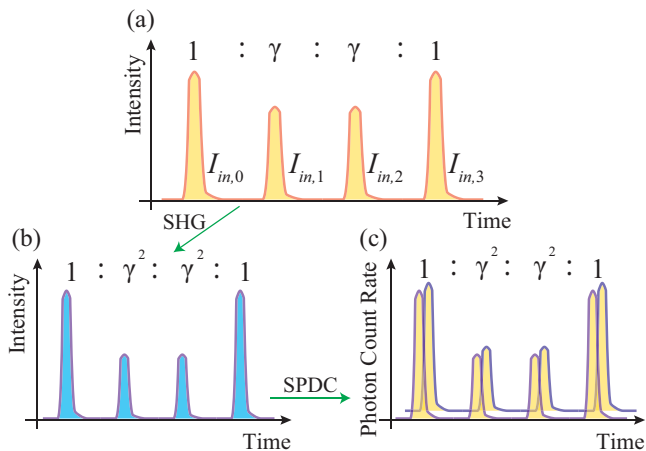 (a)
1 : γ : γ : 1
Intensity
I_in,0 I_in,1 I_in,2 I_in,3
Time
SHG
(b)
1 : γ² : γ² : 1
Intensity
Time
SPDC
(c)
1 : γ² : γ² : 1
Photon Count Rate
Time